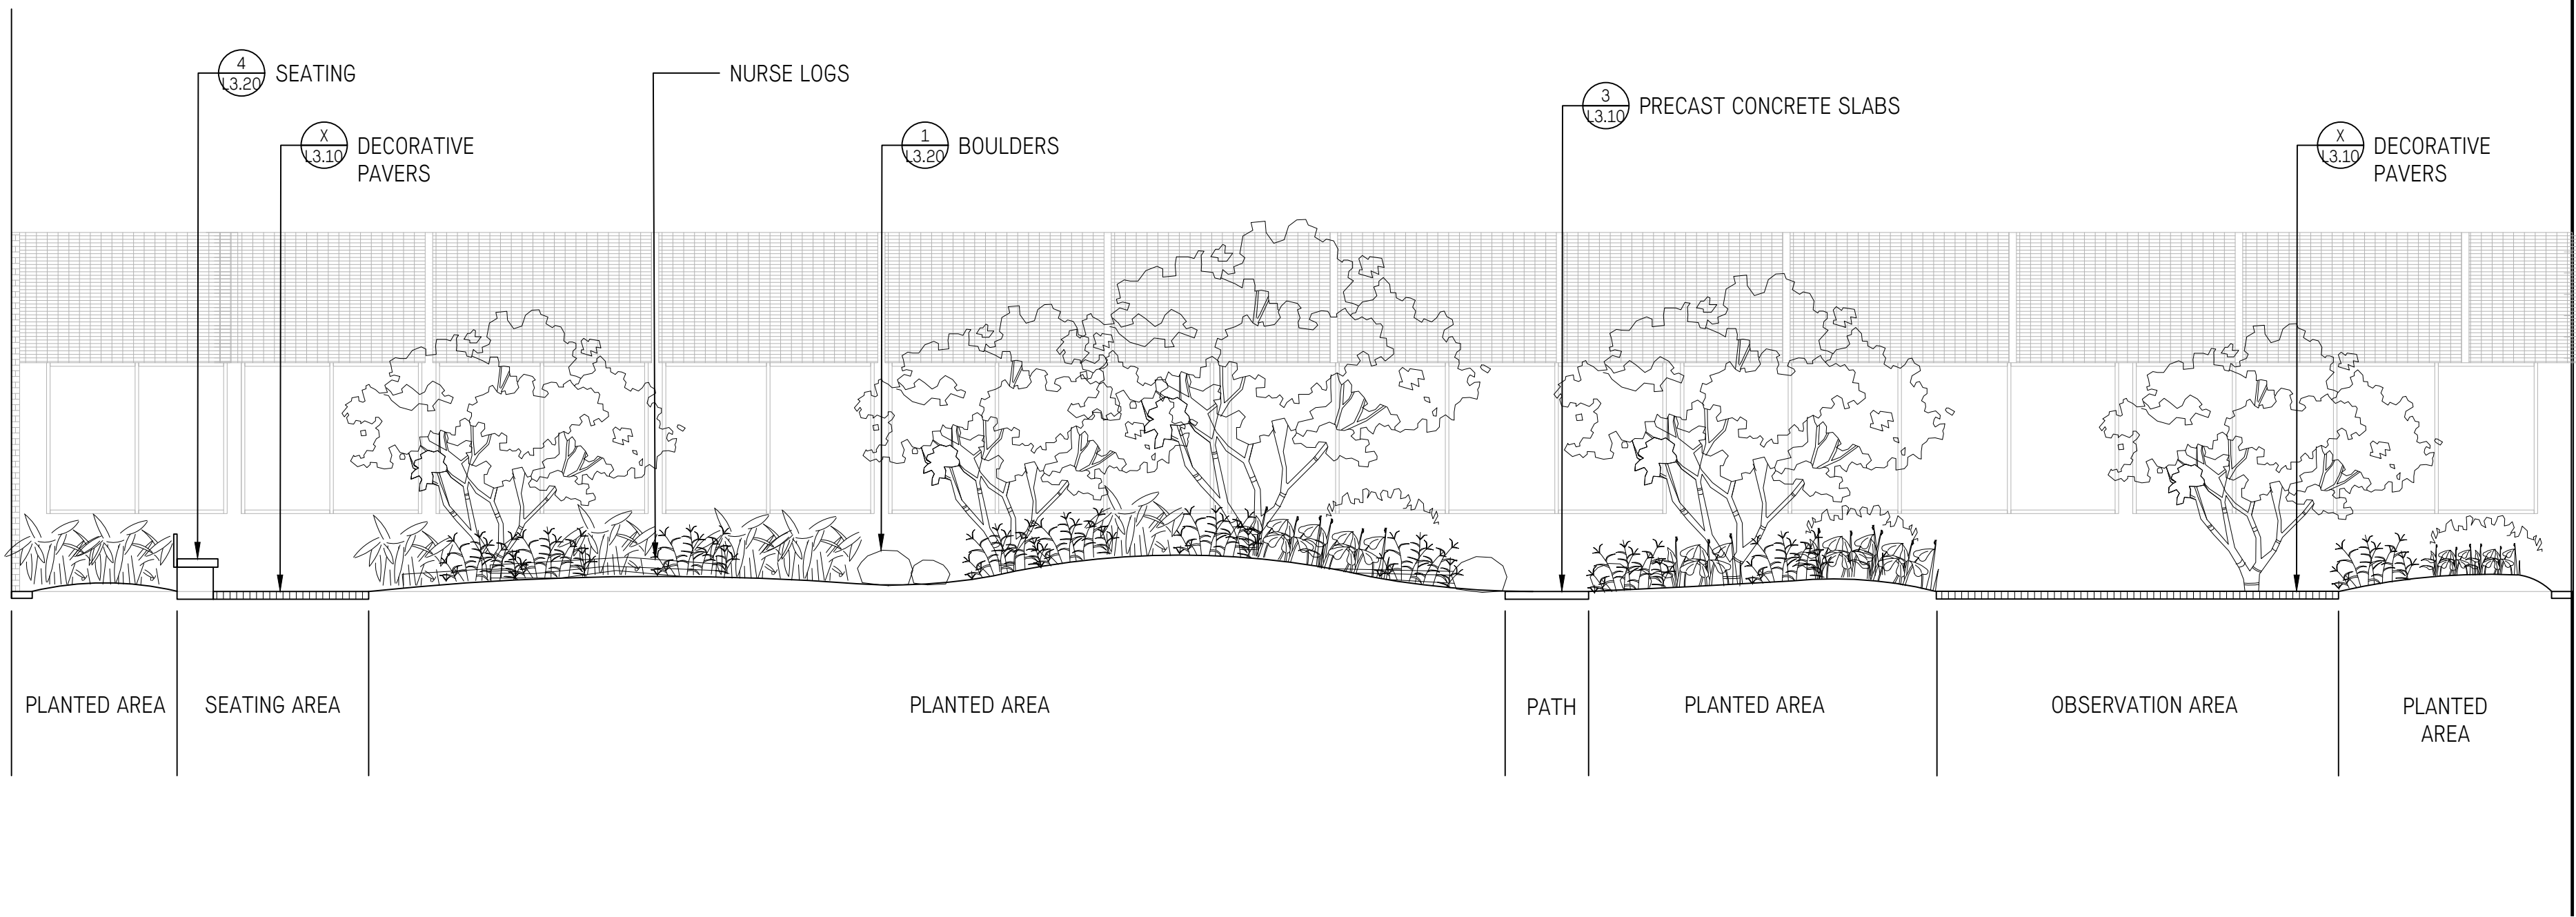 4
L3.20
SEATING
NURSE LOGS
3
L3.10
PRECAST CONCRETE SLABS
X
L3.10
DECORATIVE
PAVERS
1
L3.20
BOULDERS
X
L3.10
DECORATIVE
PAVERS
PLANTED AREA
SEATING AREA
PLANTED AREA
PATH
PLANTED AREA
OBSERVATION AREA
PLANTED
AREA